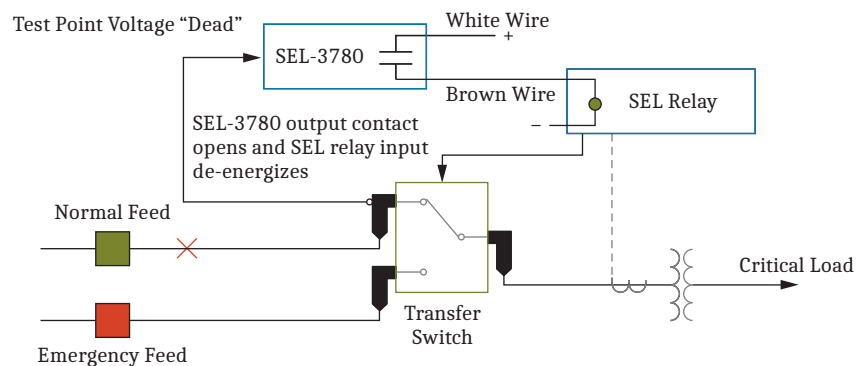 Test Point Voltage “Dead”
White Wire
+
SEL-3780
Brown Wire
–
SEL Relay
SEL-3780 output contact
opens and SEL relay input
de-energizes
Normal Feed
Critical Load
Transfer
Switch
Emergency Feed